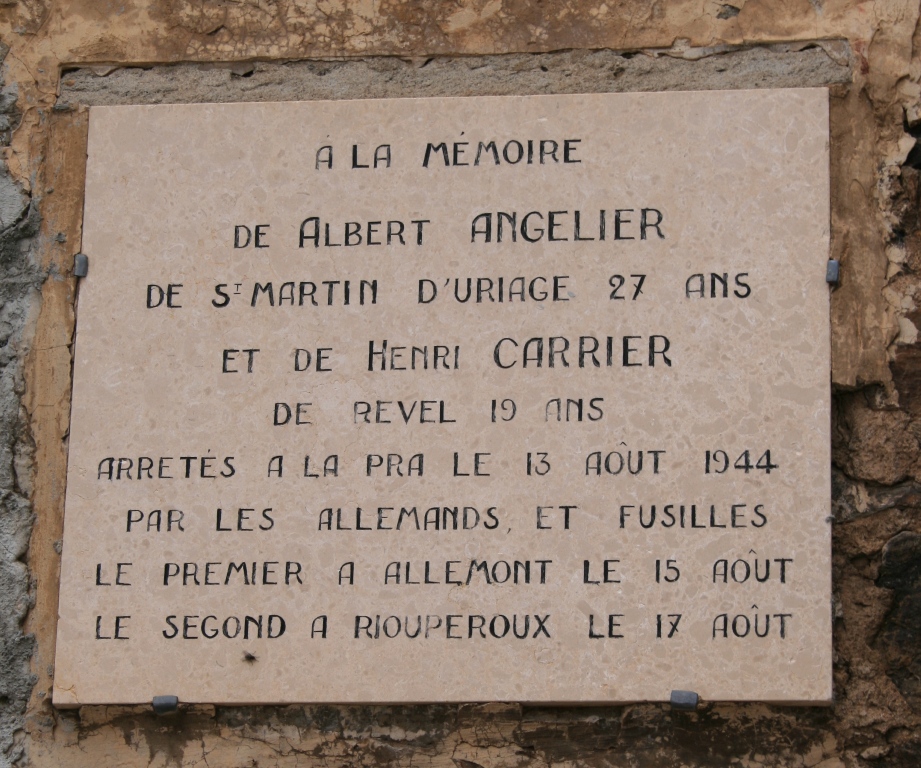 À LA MÉMOIRE
DE ALBERT ANGELIER
DE ST MARTIN D'URIAGE 27 ANS
ET DE HENRI CARRIER
DE REVEL 19 ANS
ARRETÉS A LA PRA LE 13 AOÛT 1944
PAR LES ALLEMANDS, ET FUSILLES
LE PREMIER A ALLEMONT LE 15 AOÛT
LE SEGOND A RIOUPEROUX LE 17 AOÛT